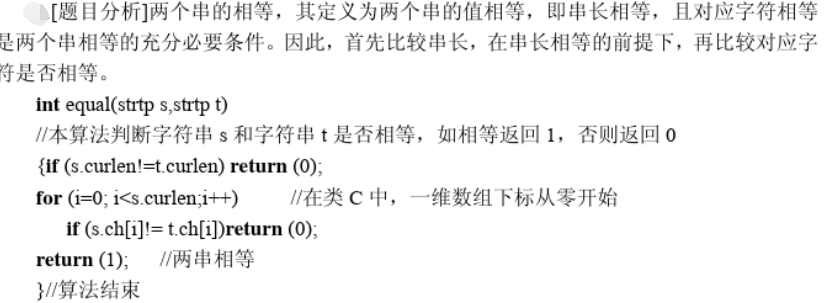 [题目分析]两个串的相等，其定义为两个串的值相等，即串长相等，且对应字符相等
是两个串相等的充分必要条件。因此，首先比较串长，在串长相等的前提下，再比较对应字
符是否相等。
int equal(strtp s,strtp t)
//本算法判断字符串 s 和字符串 t 是否相等，如相等返回 1，否则返回 0
{if (s.curlen!=t.curlen) return (0);
for (i=0; i<s.curlen;i++) //在类 C 中，一维数组下标从零开始
if (s.ch[i]!= t.ch[i])return (0);
return (1); //两串相等
}//算法结束